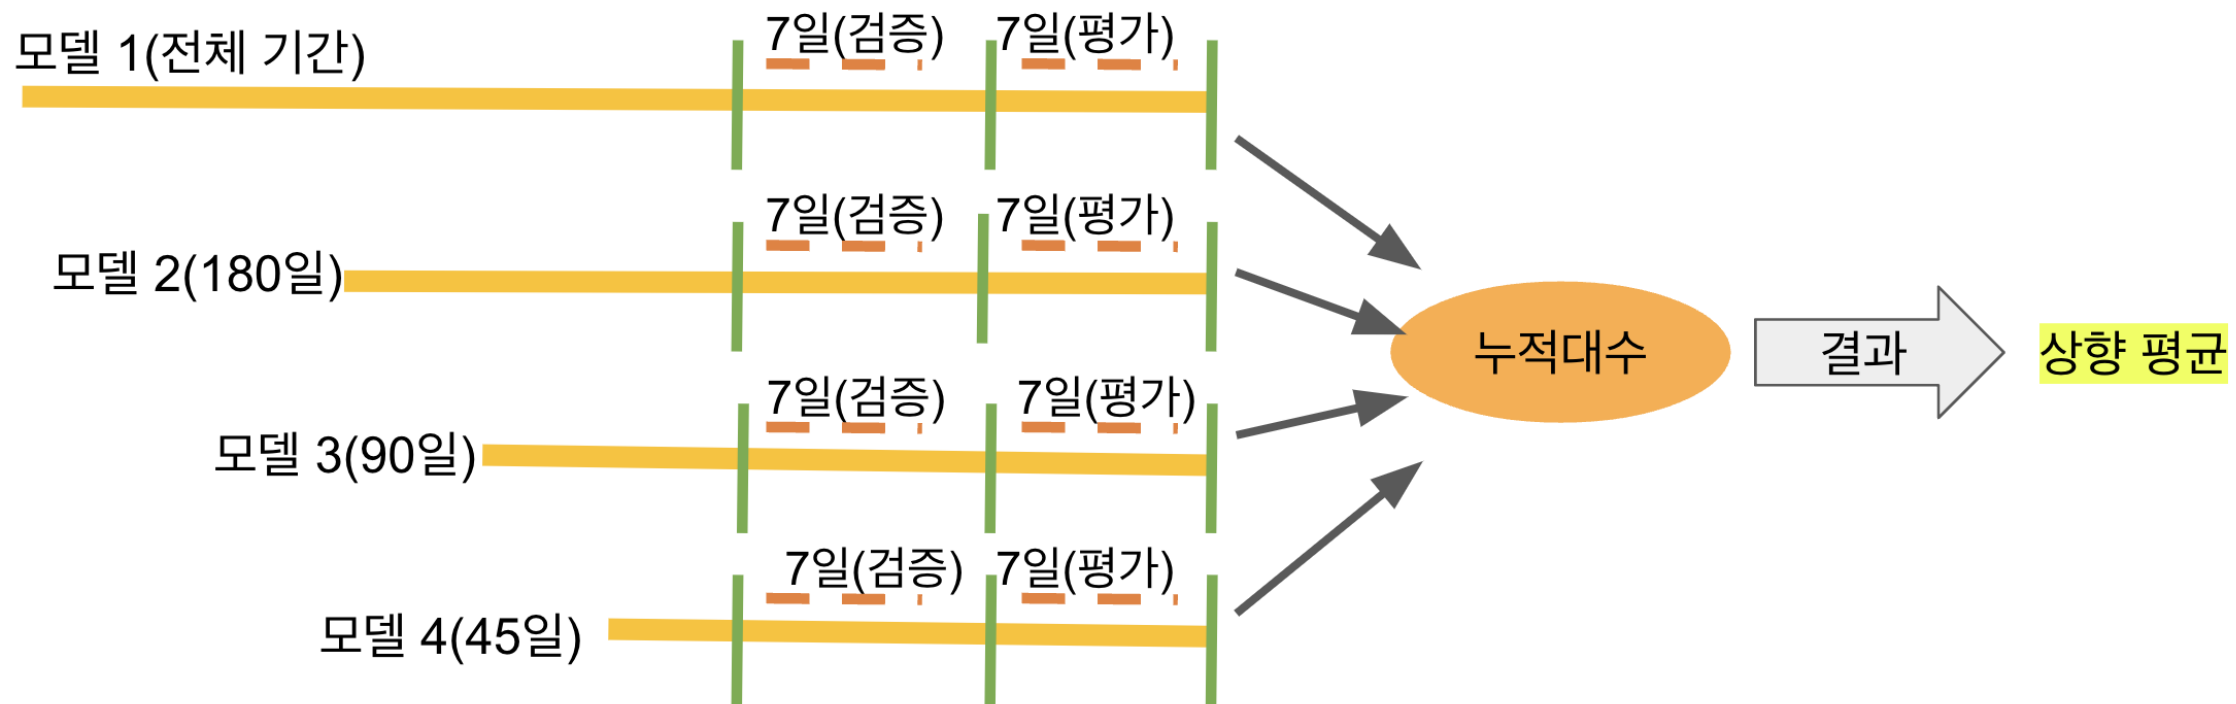 모델 1(전체 기간)
7일(검증)
7일(평가)
모델 2(180일)
7일(검증)
7일(평가)
모델 3(90일)
7일(검증)
7일(평가)
모델 4(45일)
7일(검증)
7일(평가)
누적대수
결과
상향 평균